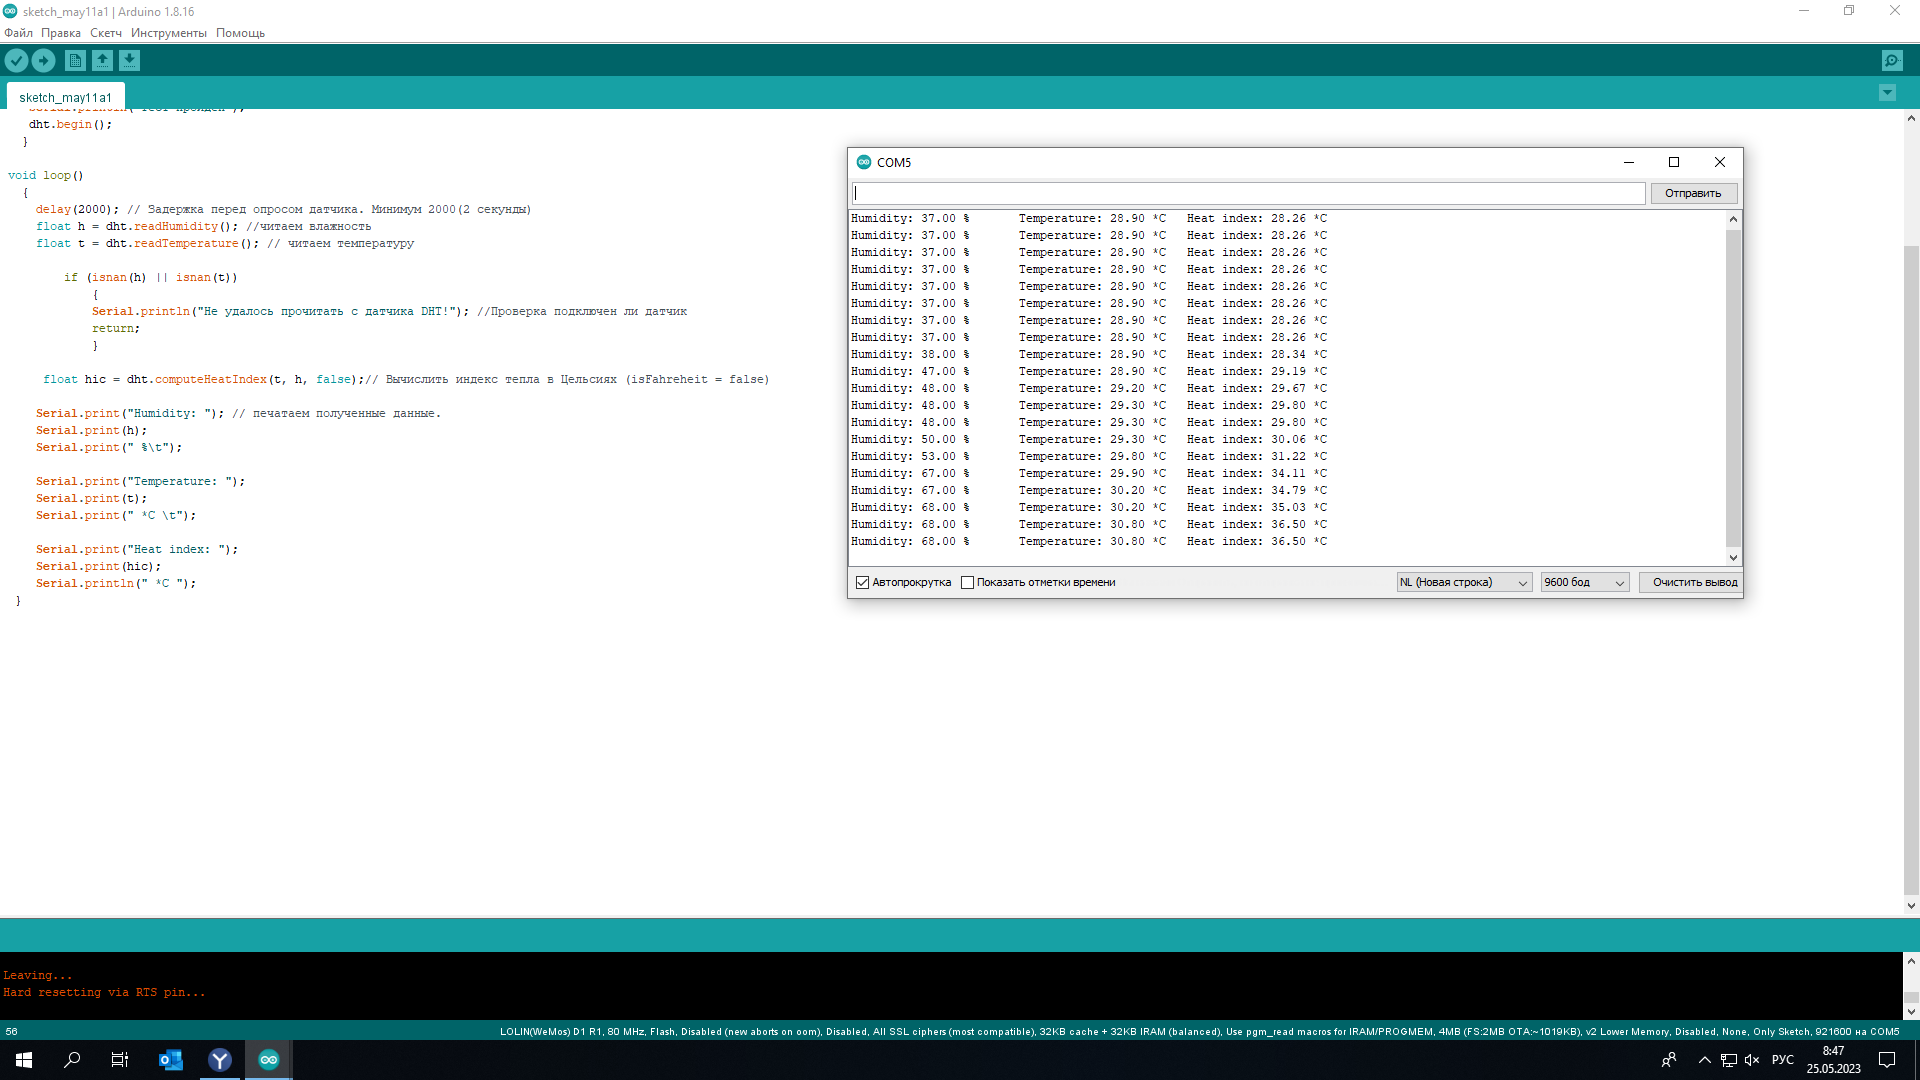 sketch_may11a1 | Arduino 1.8.16
Файл Правка Скетч Инструменты Помощь
sketch_may11a1
dht.begin();
}
void loop()
{
delay(2000); // Задержка перед опросом датчика. Минимум 2000(2 секунды)
float h = dht.readHumidity(); //читаем влажность
float t = dht.readTemperature(); // читаем температуру
if (isnan(h) || isnan(t))
{
Serial.println("Не удалось прочитать с датчика DHT!"); //Проверка подключен ли датчик
return;
}
float hic = dht.computeHeatIndex(t, h, false);// Вычислить индекс тепла в Цельсиях (isFahreheit = false)
Serial.print("Humidity: "); // печатаем полученные данные.
Serial.print(h);
Serial.print(" %\t");
Serial.print("Temperature: ");
Serial.print(t);
Serial.print(" *C \t");
Serial.print("Heat index: ");
Serial.print(hic);
Serial.println(" *C ");
}
COM5
Отправить
Humidity: 37.00 % Temperature: 28.90 *C Heat index: 28.26 *C
Humidity: 37.00 % Temperature: 28.90 *C Heat index: 28.26 *C
Humidity: 37.00 % Temperature: 28.90 *C Heat index: 28.26 *C
Humidity: 37.00 % Temperature: 28.90 *C Heat index: 28.26 *C
Humidity: 37.00 % Temperature: 28.90 *C Heat index: 28.26 *C
Humidity: 37.00 % Temperature: 28.90 *C Heat index: 28.26 *C
Humidity: 37.00 % Temperature: 28.90 *C Heat index: 28.26 *C
Humidity: 37.00 % Temperature: 28.90 *C Heat index: 28.26 *C
Humidity: 38.00 % Temperature: 28.90 *C Heat index: 28.34 *C
Humidity: 47.00 % Temperature: 28.90 *C Heat index: 29.19 *C
Humidity: 48.00 % Temperature: 29.20 *C Heat index: 29.67 *C
Humidity: 48.00 % Temperature: 29.30 *C Heat index: 29.80 *C
Humidity: 48.00 % Temperature: 29.30 *C Heat index: 29.80 *C
Humidity: 50.00 % Temperature: 29.30 *C Heat index: 30.06 *C
Humidity: 53.00 % Temperature: 29.80 *C Heat index: 31.22 *C
Humidity: 67.00 % Temperature: 29.90 *C Heat index: 34.11 *C
Humidity: 67.00 % Temperature: 30.20 *C Heat index: 34.79 *C
Humidity: 68.00 % Temperature: 30.20 *C Heat index: 35.03 *C
Humidity: 68.00 % Temperature: 30.80 *C Heat index: 36.50 *C
Humidity: 68.00 % Temperature: 30.80 *C Heat index: 36.50 *C
Автопрокрутка Показать отметки времени NL (Новая строка) 9600 бод Очистить вывод
Leaving...
Hard resetting via RTS pin...
56 LOLIN(WeMos) D1 R1, 80 MHz, Flash, Disabled (new aborts on oom), Disabled, All SSL ciphers (most compatible), 32KB cache + 32KB IRAM (balanced), Use pgm_read macros for IRAM/PROGMEM, 4MB (FS:2MB OTA:~1019KB), v2 Lower Memory, Disabled, None, Only Sketch, 921600 на COM5
РУС
8:47
25.05.2023